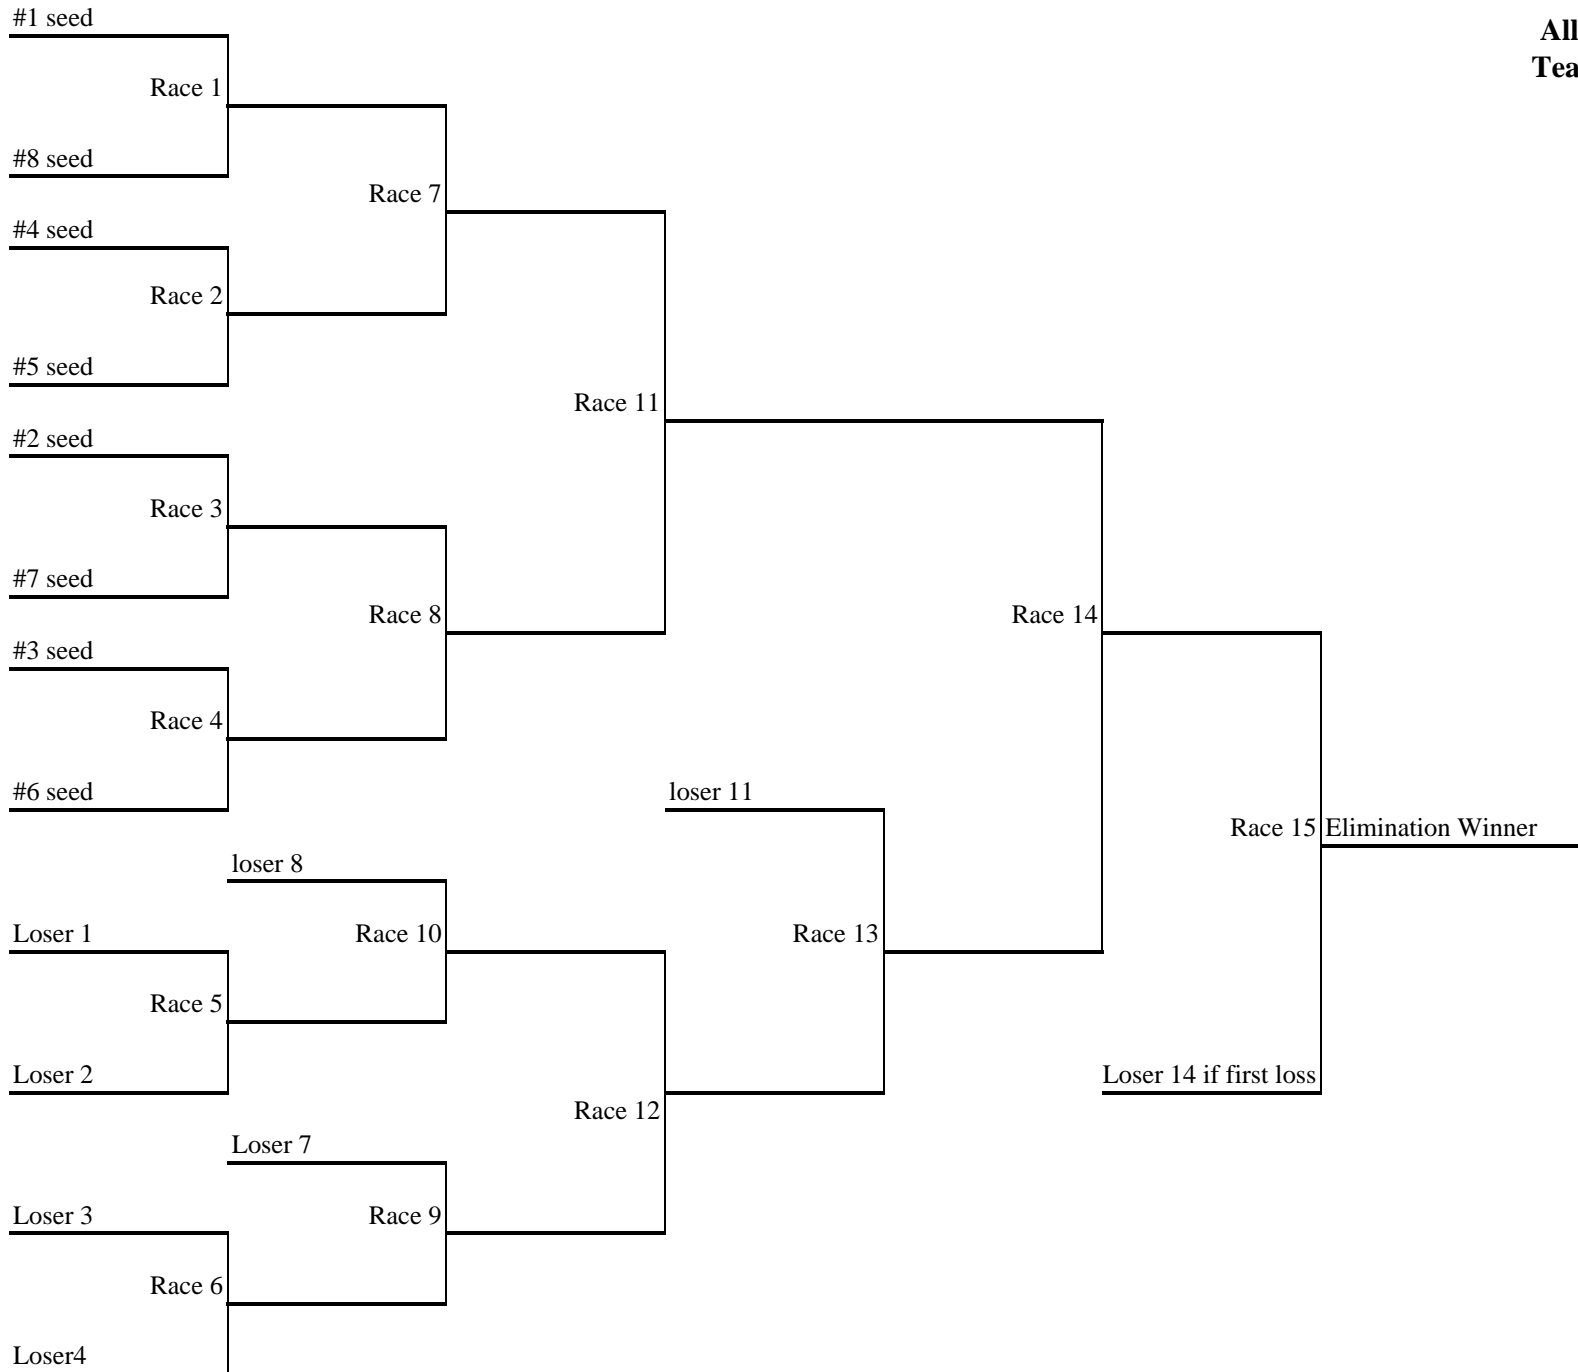 #1 seed
All
Tea
Race 1
#8 seed
Race 7
#4 seed
Race 2
#5 seed
Race 11
#2 seed
Race 3
#7 seed
Race 8
Race 14
#3 seed
Race 4
#6 seed
loser 11
Race 15 Elimination Winner
loser 8
Loser 1
Race 10
Race 13
Race 5
Loser 2
Loser 14 if first loss
Race 12
Loser 7
Loser 3
Race 9
Race 6
Loser4